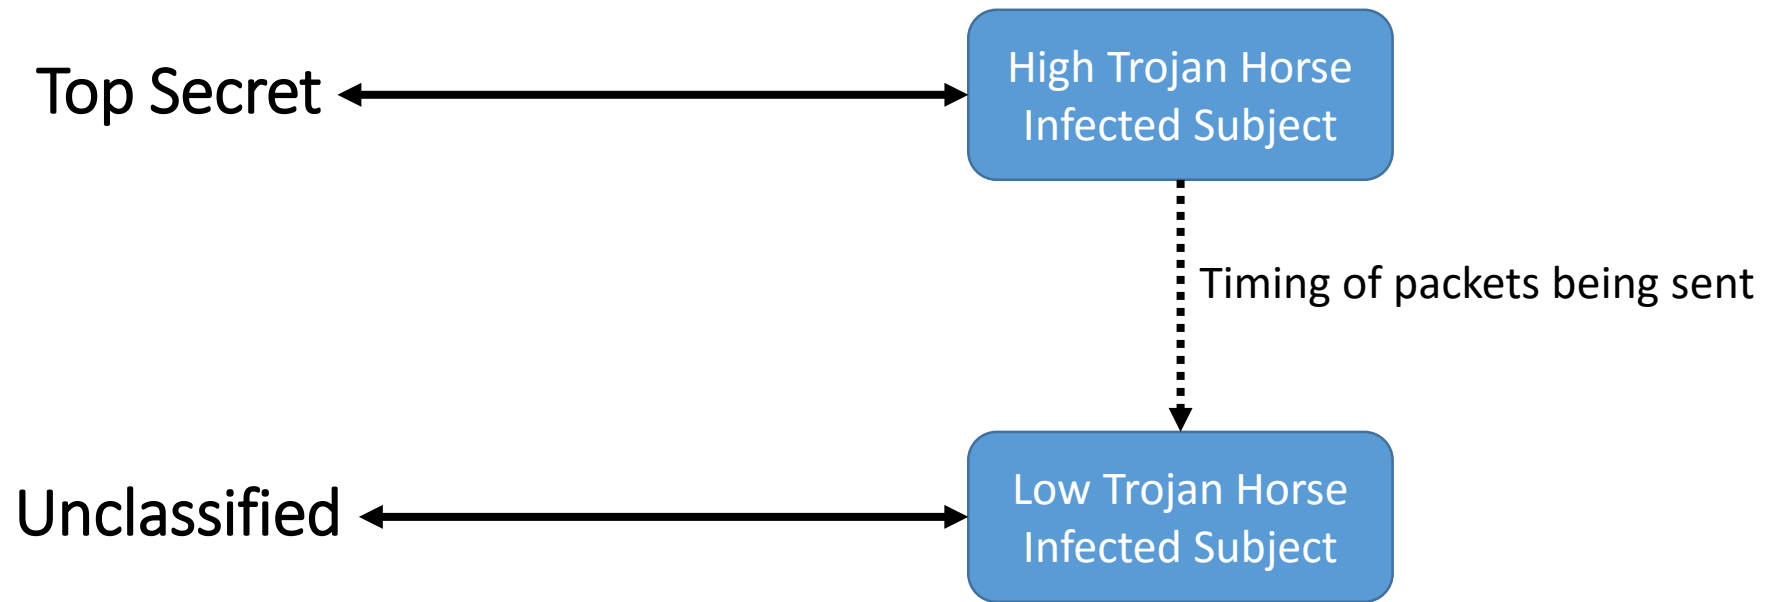 Top Secret
High Trojan Horse
Infected Subject
Timing of packets being sent
Unclassified
Low Trojan Horse
Infected Subject